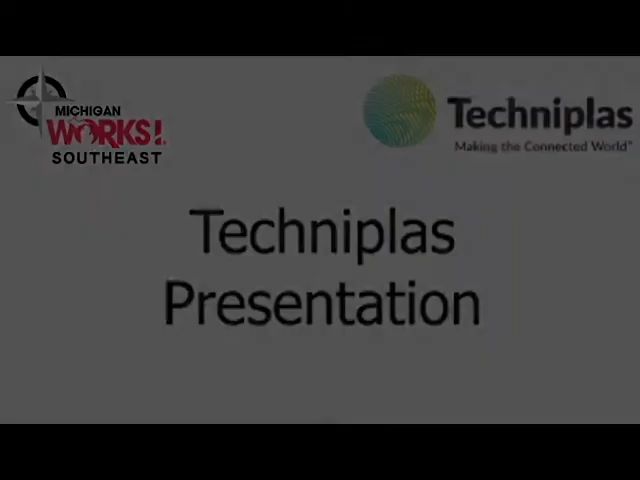 MICHIGAN
WORKS!
SOUTHEAST
Techniplas
Making the Connected World™
Techniplas
Presentation